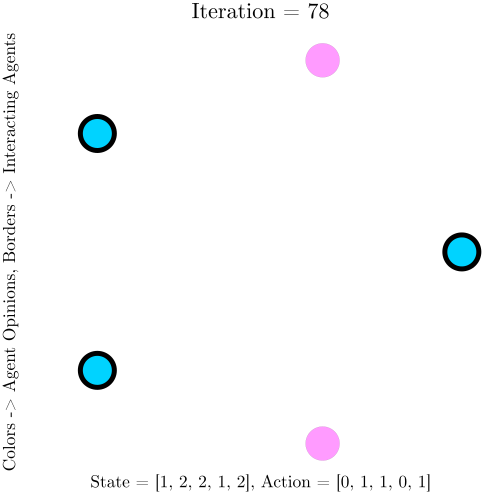 Iteration = 78
Colors -> Agent Opinions, Borders -> Interacting Agents
State = [1, 2, 2, 1, 2], Action = [0, 1, 1, 0, 1]